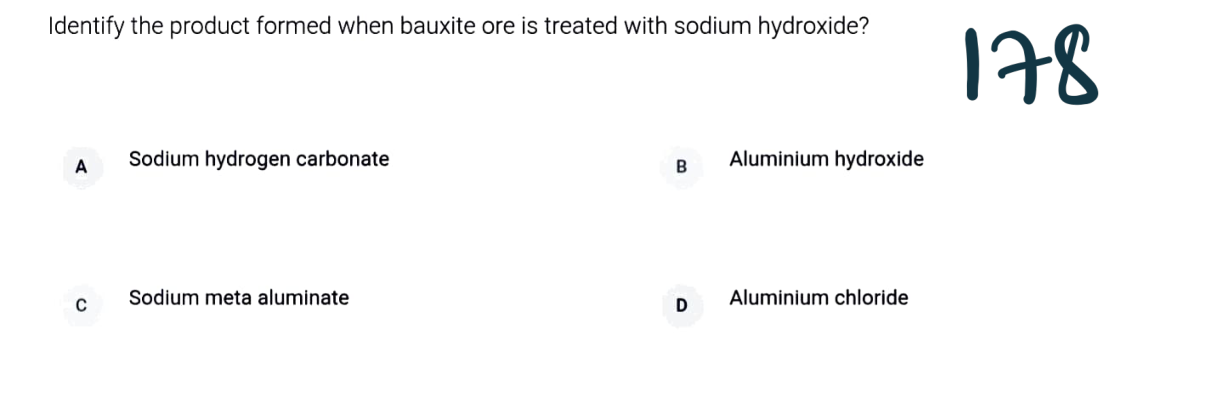 Identify the product formed when bauxite ore is treated with sodium hydroxide?
178
A Sodium hydrogen carbonate
B Aluminium hydroxide
C Sodium meta aluminate
D Aluminium chloride